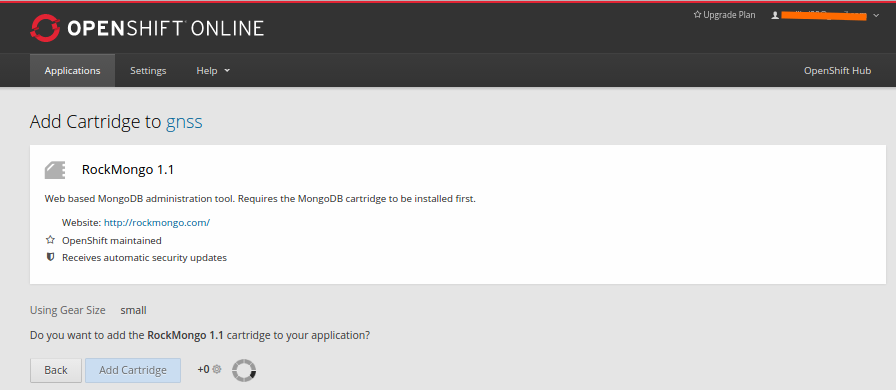 OPENSHIFT ONLINE
Upgrade Plan
Applications Settings Help OpenShift Hub
Add Cartridge to gnss
RockMongo 1.1
Web based MongoDB administration tool. Requires the MongoDB cartridge to be installed first.
Website: http://rockmongo.com/
OpenShift maintained
Receives automatic security updates
Using Gear Size small
Do you want to add the RockMongo 1.1 cartridge to your application?
Back Add Cartridge +0